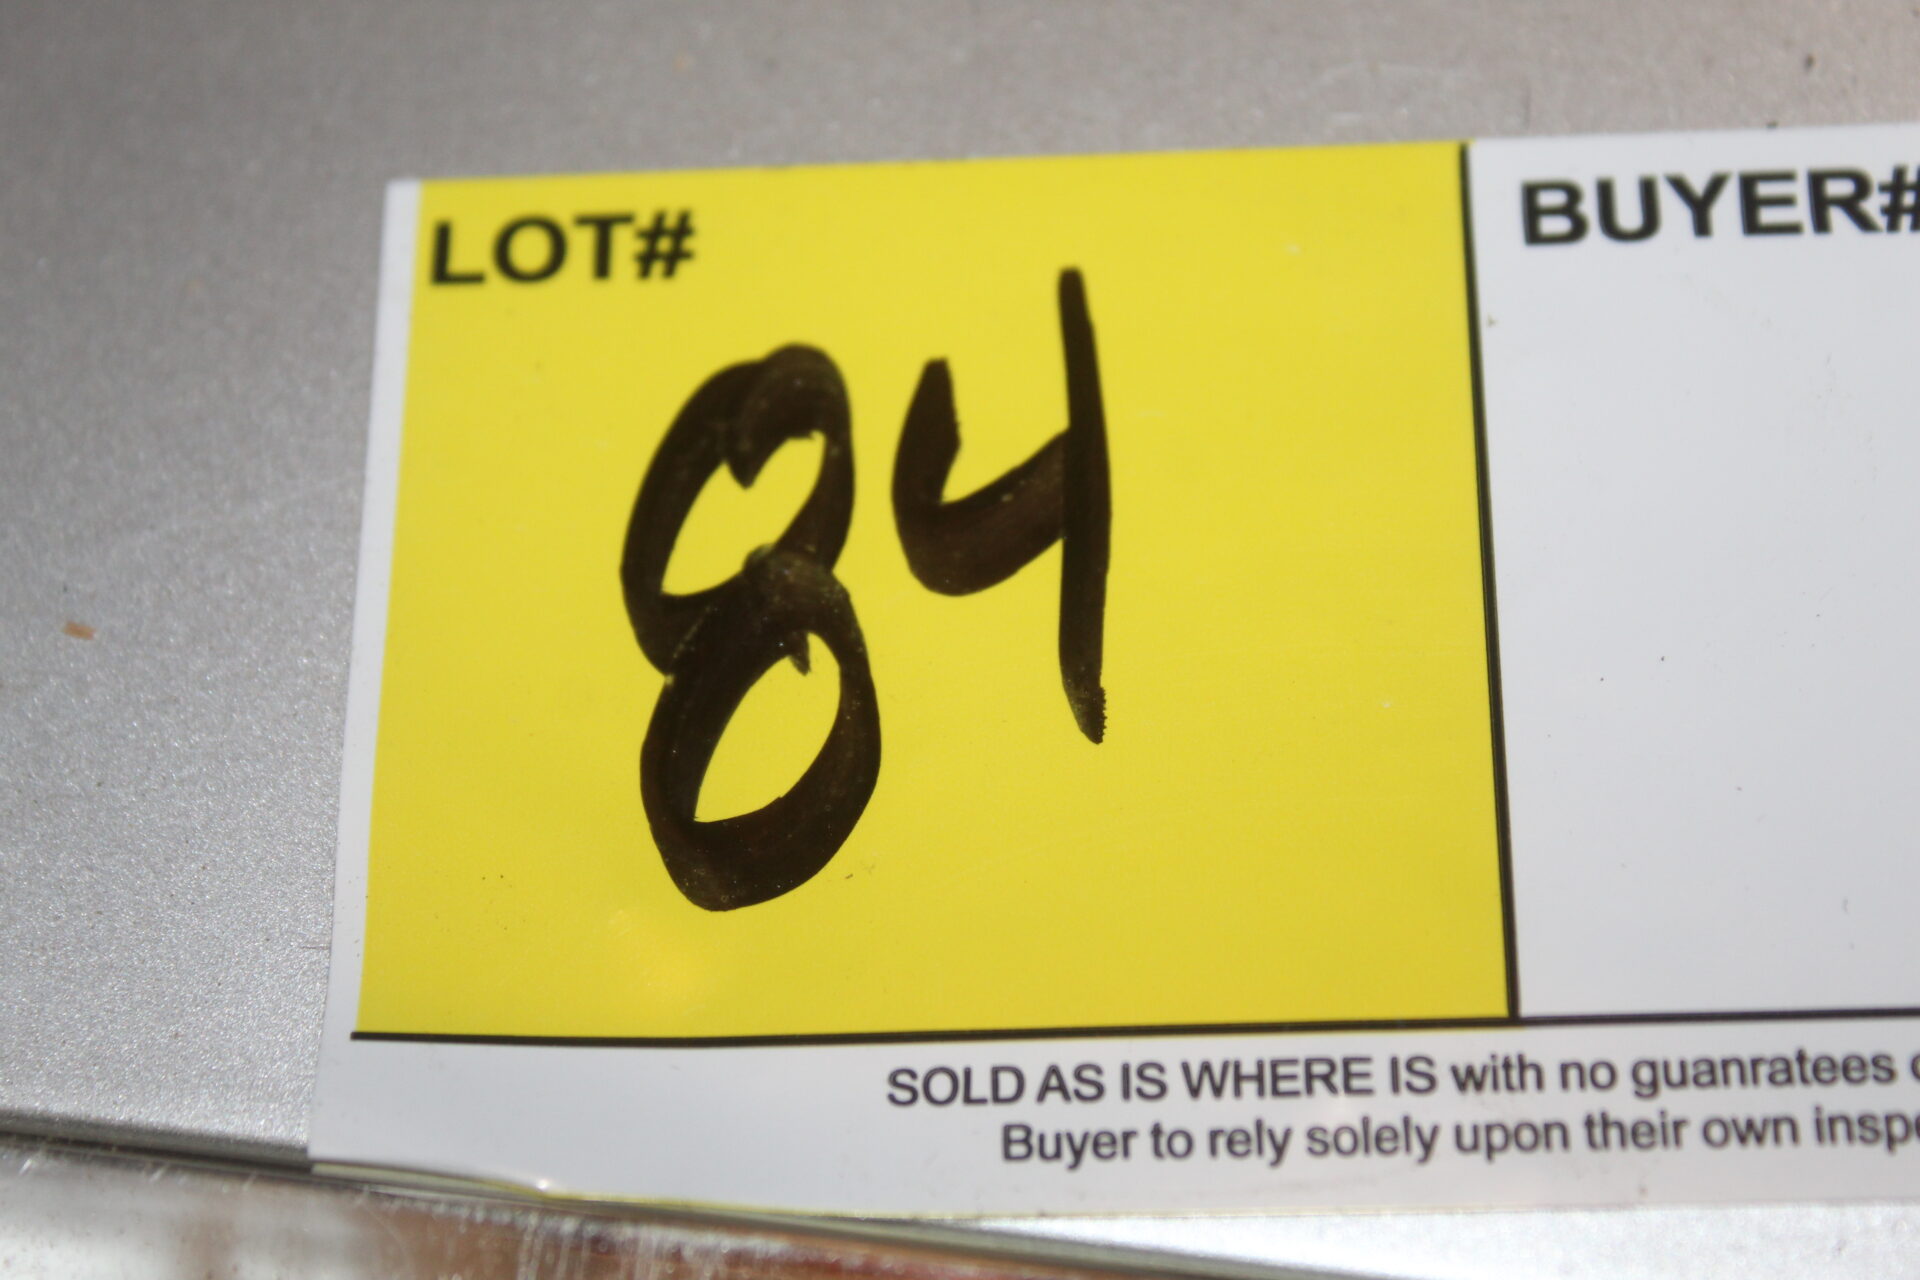 LOT#
BUYER#
84
SOLD AS IS WHERE IS with no guanratees
Buyer to rely solely upon their own